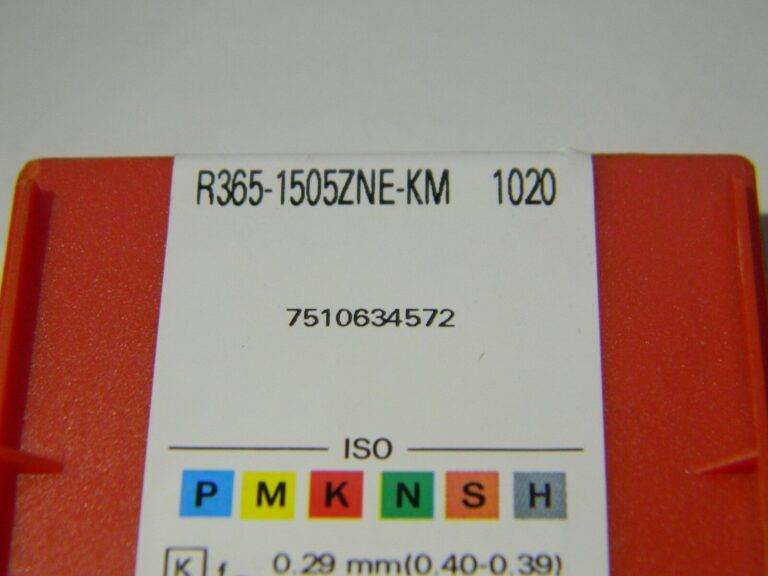 R365-1505ZNE-KM 1020
7510634572
ISO
P M K N S H
K f 0.29 mm(0.40-0.39)